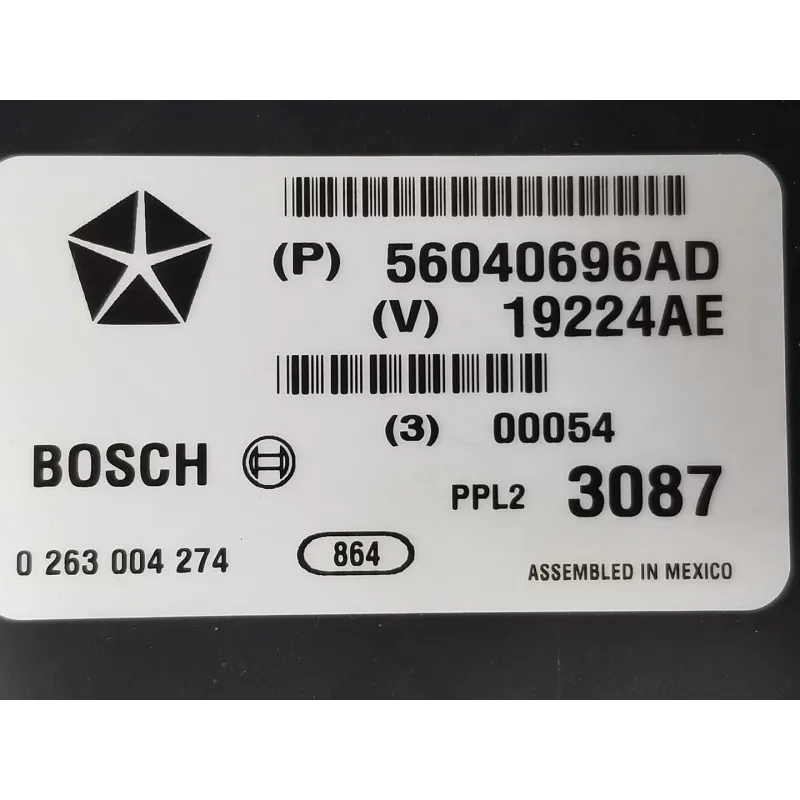 (P) 56040696AD
(V) 19224AE
(3) 00054
BOSCH
PPL2 3087
0 263 004 274
864
ASSEMBLED IN MEXICO